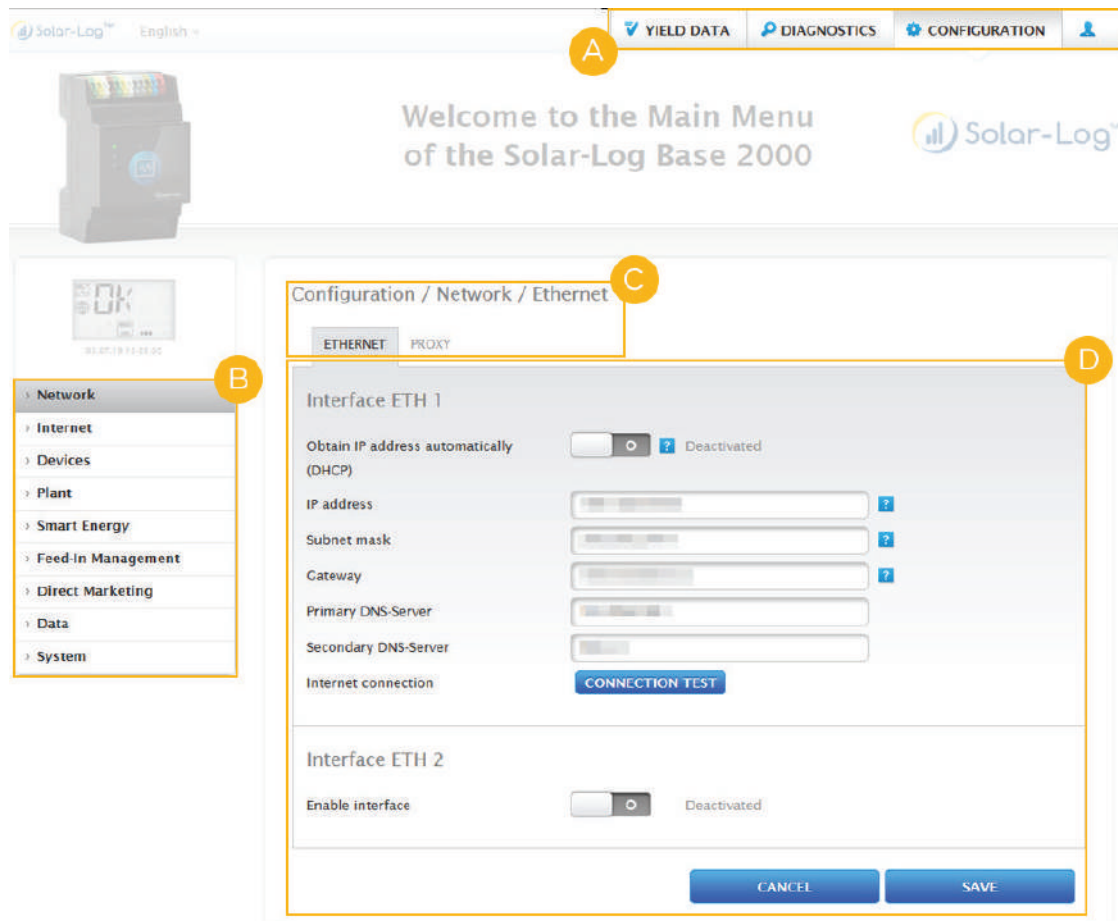 Solar-Log™ English
A
YIELD DATA DIAGNOSTICS CONFIGURATION
Welcome to the Main Menu
of the Solar-Log Base 2000
Solar-Log™
OK
C
Configuration / Network / Ethernet
ETHERNET PROXY
B
D
› Network
› Internet
› Devices
› Plant
› Smart Energy
› Feed-In Management
› Direct Marketing
› Data
› System
Interface ETH 1
Obtain IP address automatically
(DHCP)
? Deactivated
IP address ?
Subnet mask ?
Gateway ?
Primary DNS-Server
Secondary DNS-Server
Internet connection CONNECTION TEST
Interface ETH 2
Enable interface Deactivated
CANCEL SAVE